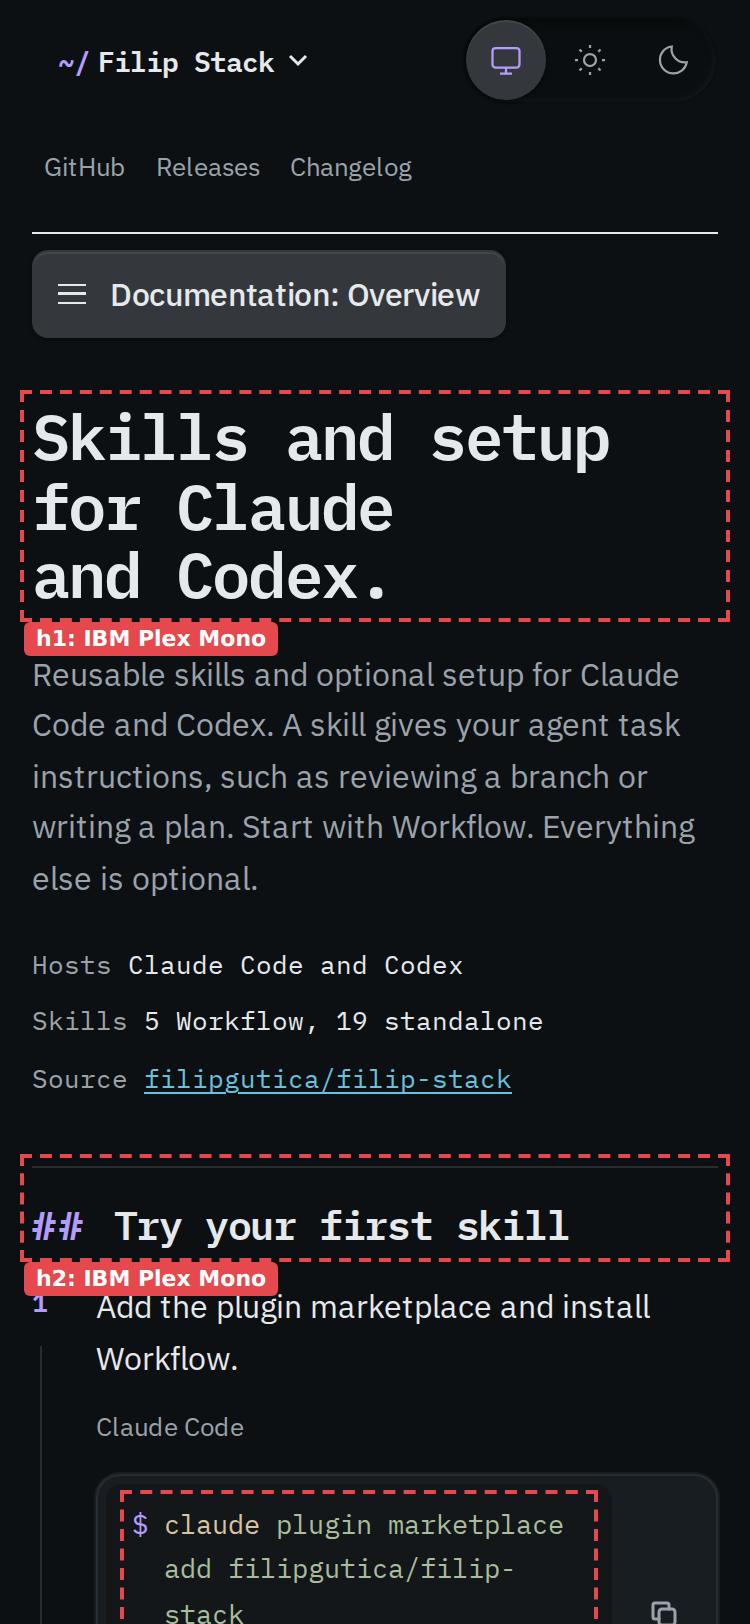 ~/ Filip Stack
GitHub Releases Changelog
Documentation: Overview
Skills and setup
for Claude
and Codex.
h1: IBM Plex Mono
Reusable skills and optional setup for Claude
Code and Codex. A skill gives your agent task
instructions, such as reviewing a branch or
writing a plan. Start with Workflow. Everything
else is optional.
Hosts Claude Code and Codex
Skills 5 Workflow, 19 standalone
Source filipgutica/filip-stack
## Try your first skill
h2: IBM Plex Mono
1 Add the plugin marketplace and install
Workflow.
Claude Code
$ claude plugin marketplace
add filipgutica/filip-
stack